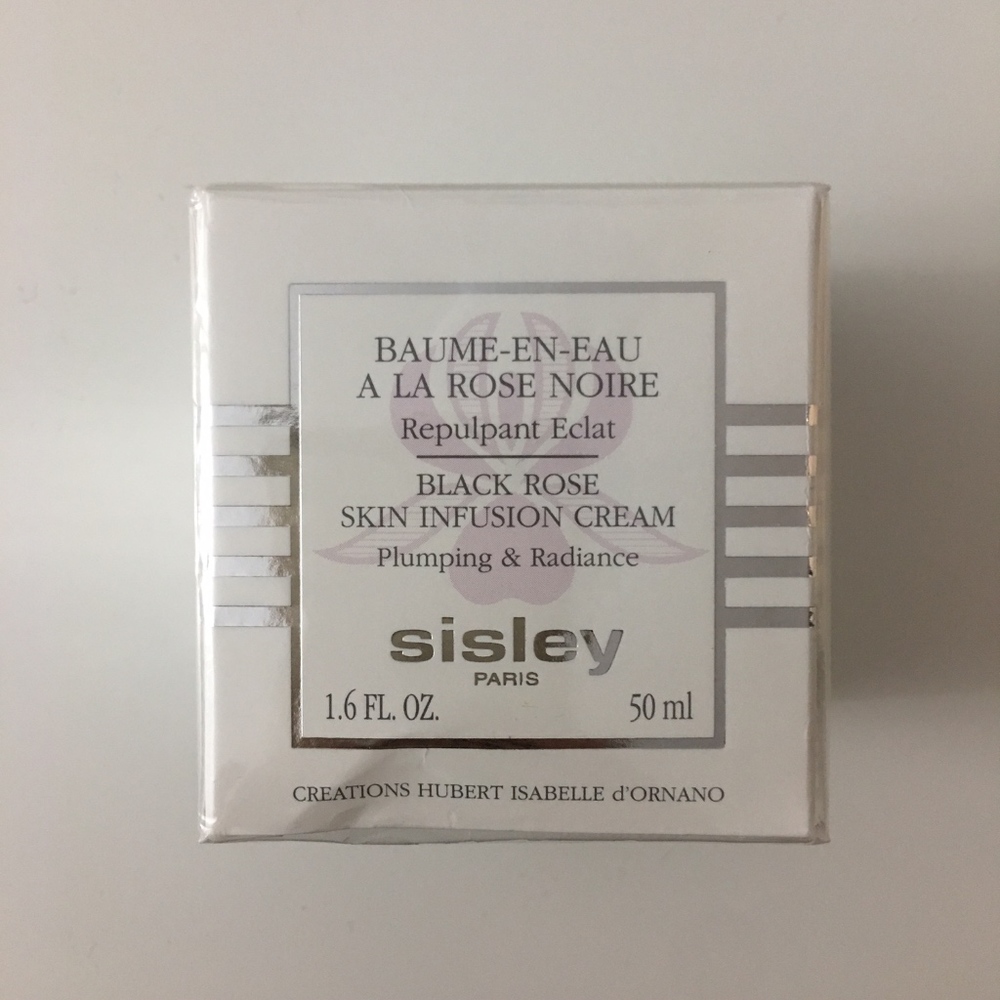 BAUME-EN-EAU
A LA ROSE NOIRE
Repulpant Eclat
BLACK ROSE
SKIN INFUSION CREAM
Plumping & Radiance
sisley
PARIS
1.6 FL. OZ. 50 ml
CREATIONS HUBERT ISABELLE d'ORNANO